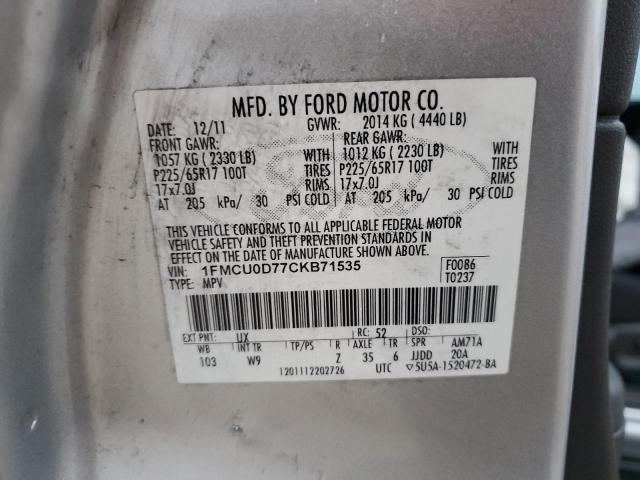 MFD. BY FORD MOTOR CO.
DATE: 12/11 GVWR: 2014 KG ( 4440 LB)
FRONT GAWR: REAR GAWR:
1057 KG ( 2330 LB) WITH 1012 KG ( 2230 LB) WITH
P225/65R17 100T TIRES P225/65R17 100T TIRES
17x7.0J RIMS 17x7.0J RIMS
AT 205 kPa/ 30 PSI COLD AT 205 kPa/ 30 PSI COLD
THIS VEHICLE CONFORMS TO ALL APPLICABLE FEDERAL MOTOR
VEHICLE SAFETY AND THEFT PREVENTION STANDARDS IN
EFFECT ON THE DATE OF MANUFACTURE SHOWN ABOVE.
VIN: 1FMCU0D77CKB71535 F0086
TYPE: MPV T0237
EXT PNT: UX RC: 52 DSO:
WB INT TR TP/PS R AXLE TR SPR AM71A
103 W9 Z 35 6 JJDD 20A
1201112202726 UTC ▽5U5A-1520472-BA